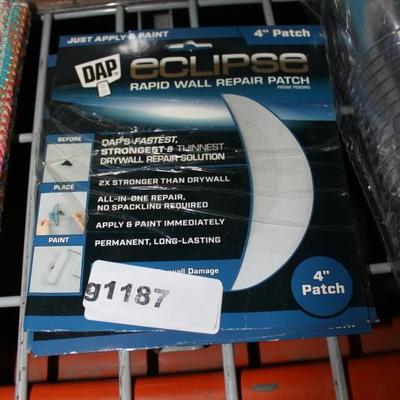 JUST APPLY & PAINT
4" Patch
DAP
eclipse
RAPID WALL REPAIR PATCH
PATENT PENDING
BEFORE
DAP'S FASTEST,
STRONGEST & THINNEST
DRYWALL REPAIR SOLUTION
2X STRONGER THAN DRYWALL
PLACE
ALL-IN-ONE REPAIR,
NO SPACKLING REQUIRED
APPLY & PAINT IMMEDIATELY
PAINT
PERMANENT, LONG-LASTING
wall Damage
g1187
4"
Patch